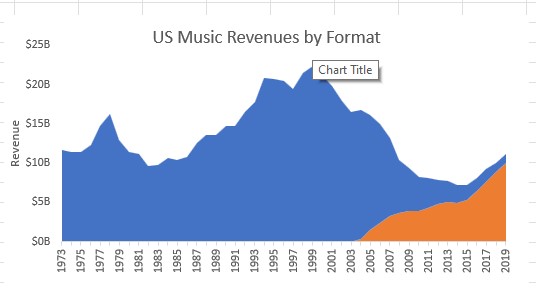 US Music Revenues by Format
Chart Title
$25B
$20B
$15B
$10B
$5B
$0B
Revenue
1973
1975
1977
1979
1981
1983
1985
1987
1989
1991
1993
1995
1997
1999
2001
2003
2005
2007
2009
2011
2013
2015
2017
2019